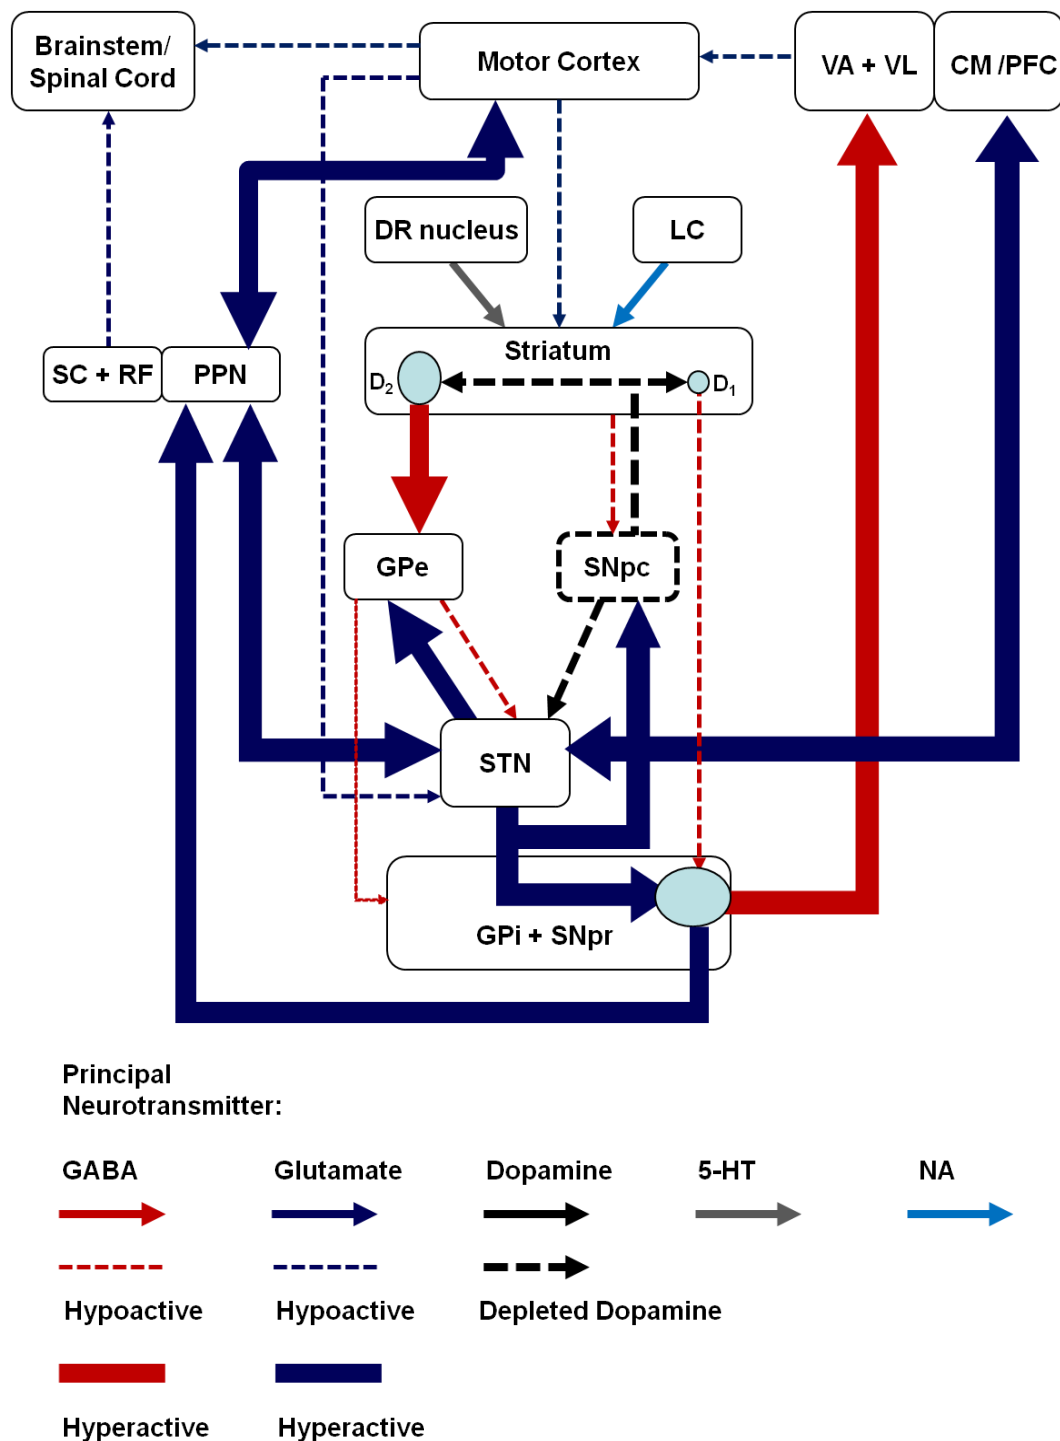 Brainstem/
Spinal Cord
Motor Cortex
VA + VL
CM /PFC
DR nucleus
LC
Striatum
D2
D1
SC + RF
PPN
GPe
SNpc
STN
GPi + SNpr
Principal
Neurotransmitter:
GABA
Glutamate
Dopamine
5-HT
NA
Hypoactive
Hypoactive
Depleted Dopamine
Hyperactive
Hyperactive